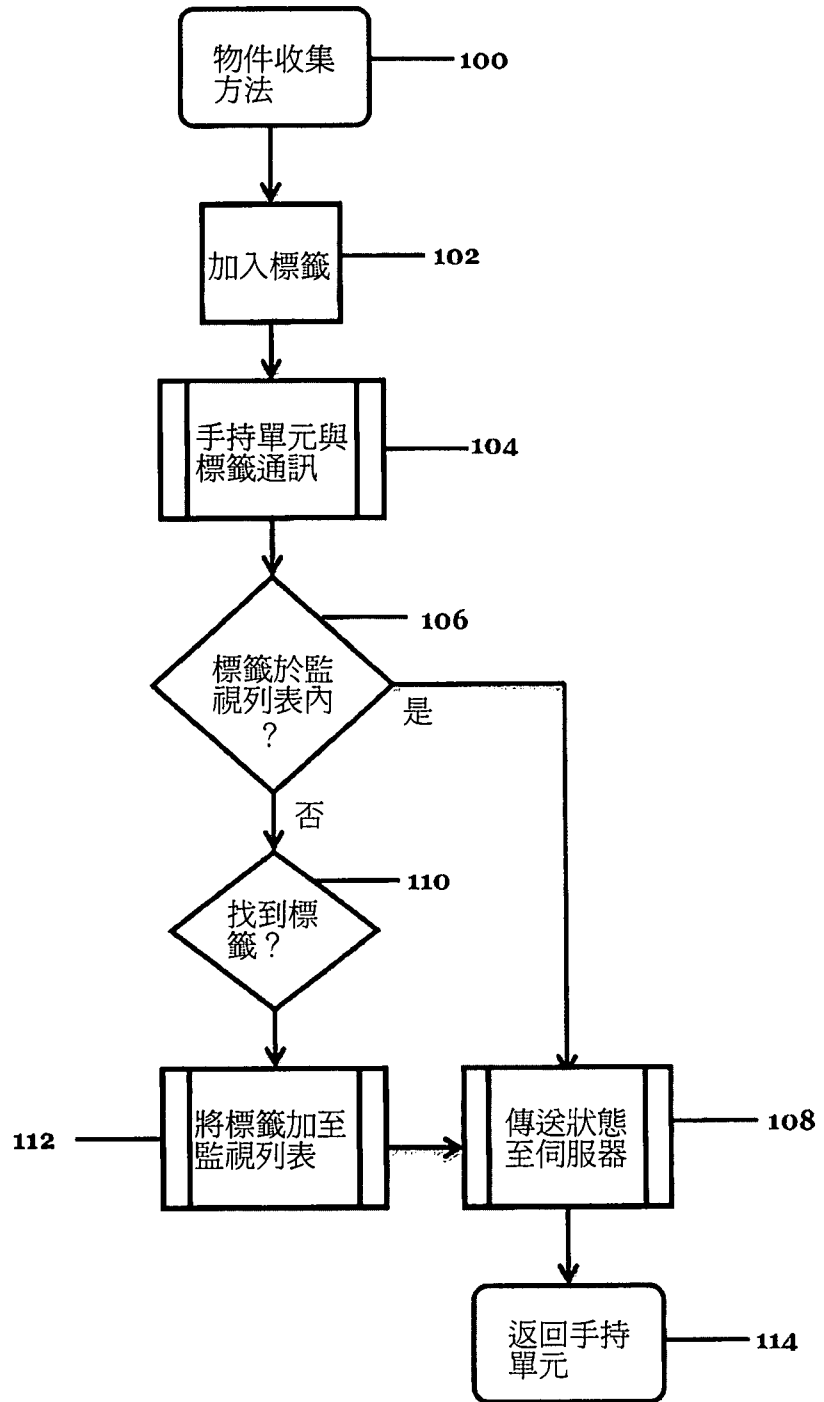 物件收集
方法
100
加入標籤
102
手持單元與
標籤通訊
104
106
標籤於監
視列表內
?
是
否
110
找到標
籤?
112
將標籤加至
監視列表
傳送狀態
至伺服器
108
返回手持
單元
114